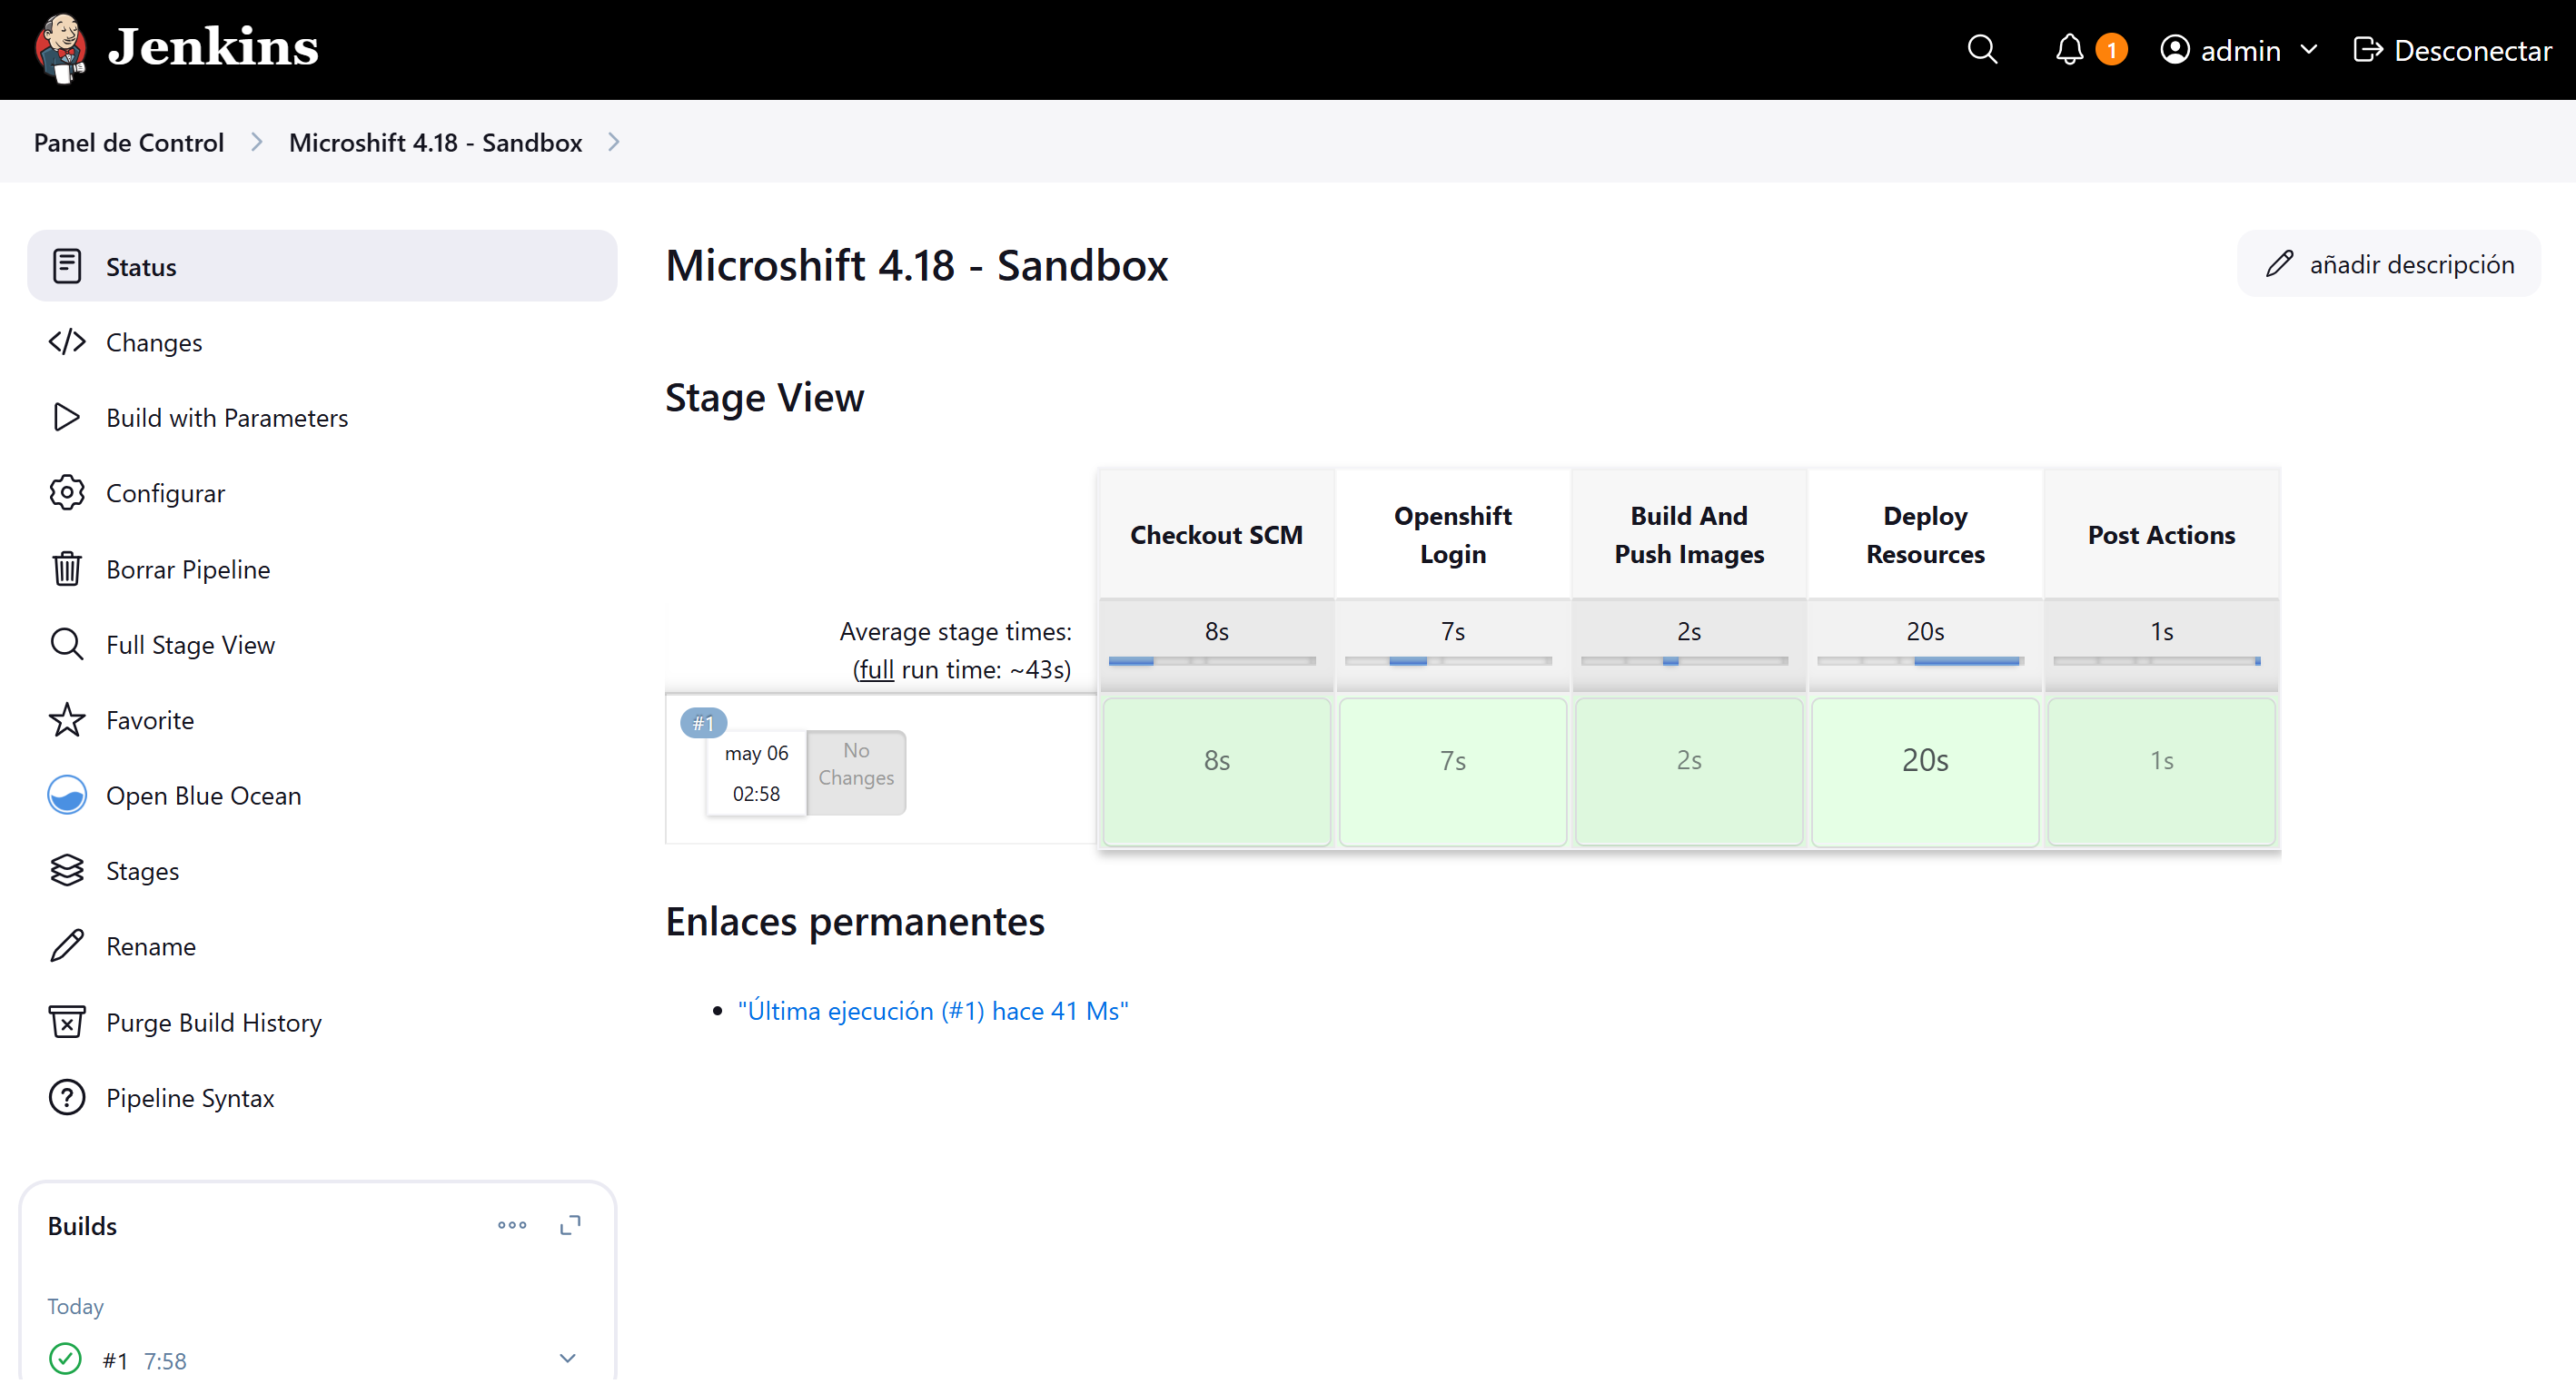 Jenkins
1
admin
Desconectar
Panel de Control
Microshift 4.18 - Sandbox
Status
Changes
Build with Parameters
Configurar
Borrar Pipeline
Full Stage View
Favorite
Open Blue Ocean
Stages
Rename
Purge Build History
Pipeline Syntax
Builds
Today
#1 7:58
Microshift 4.18 - Sandbox
añadir descripción
Stage View
Checkout SCM
Openshift
Login
Build And
Push Images
Deploy
Resources
Post Actions
Average stage times:
(full run time: ~43s)
8s
7s
2s
20s
1s
#1
may 06
02:58
No
Changes
8s
7s
2s
20s
1s
Enlaces permanentes
"Última ejecución (#1) hace 41 Ms"